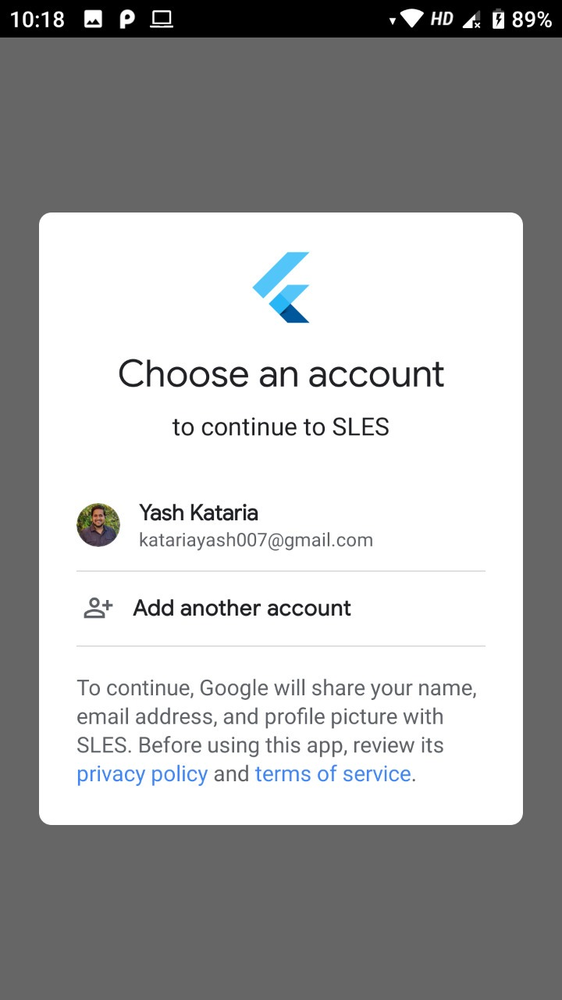 10:18 HD 89%
Choose an account
to continue to SLES
Yash Kataria
katariayash007@gmail.com
Add another account
To continue, Google will share your name,
email address, and profile picture with
SLES. Before using this app, review its
privacy policy and terms of service.